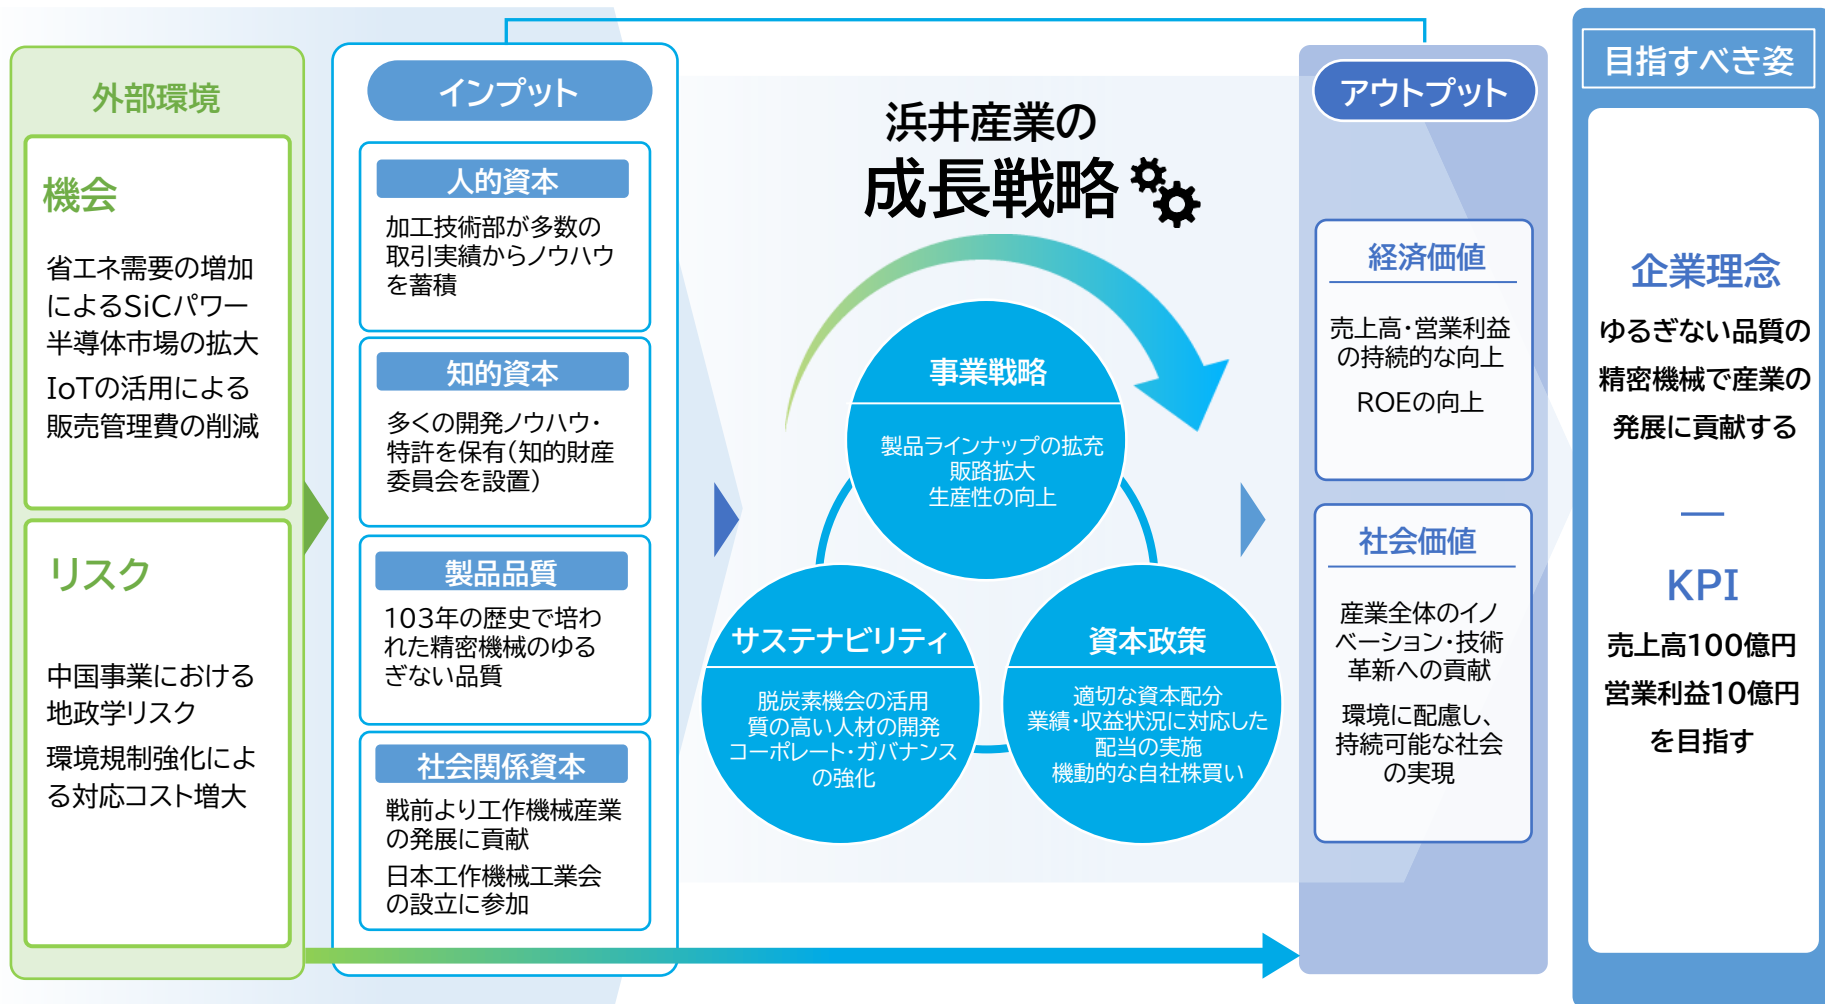 外部環境
機会
省エネ需要の増加
によるSiCパワー
半導体市場の拡大
IoTの活用による
販売管理費の削減
リスク
中国事業における
地政学リスク
環境規制強化によ
る対応コスト増大
インプット
人的資本
加工技術部が多数の
取引実績からノウハウ
を蓄積
知的資本
多くの開発ノウハウ・
特許を保有(知的財産
委員会を設置)
製品品質
103年の歴史で培わ
れた精密機械のゆる
ぎない品質
社会関係資本
戦前より工作機械産業
の発展に貢献
日本工作機械工業会
の設立に参加
浜井産業の
成長戦略
事業戦略
製品ラインナップの拡充
販路拡大
生産性の向上
サステナビリティ
脱炭素機会の活用
質の高い人材の開発
コーポレート・ガバナンス
の強化
資本政策
適切な資本配分
業績・収益状況に対応した
配当の実施
機動的な自社株買い
アウトプット
経済価値
売上高・営業利益
の持続的な向上
ROEの向上
社会価値
産業全体のイノ
ベーション・技術
革新への貢献
環境に配慮し、
持続可能な社会
の実現
目指すべき姿
企業理念
ゆるぎない品質の
精密機械で産業の
発展に貢献する
KPI
売上高100億円
営業利益10億円
を目指す